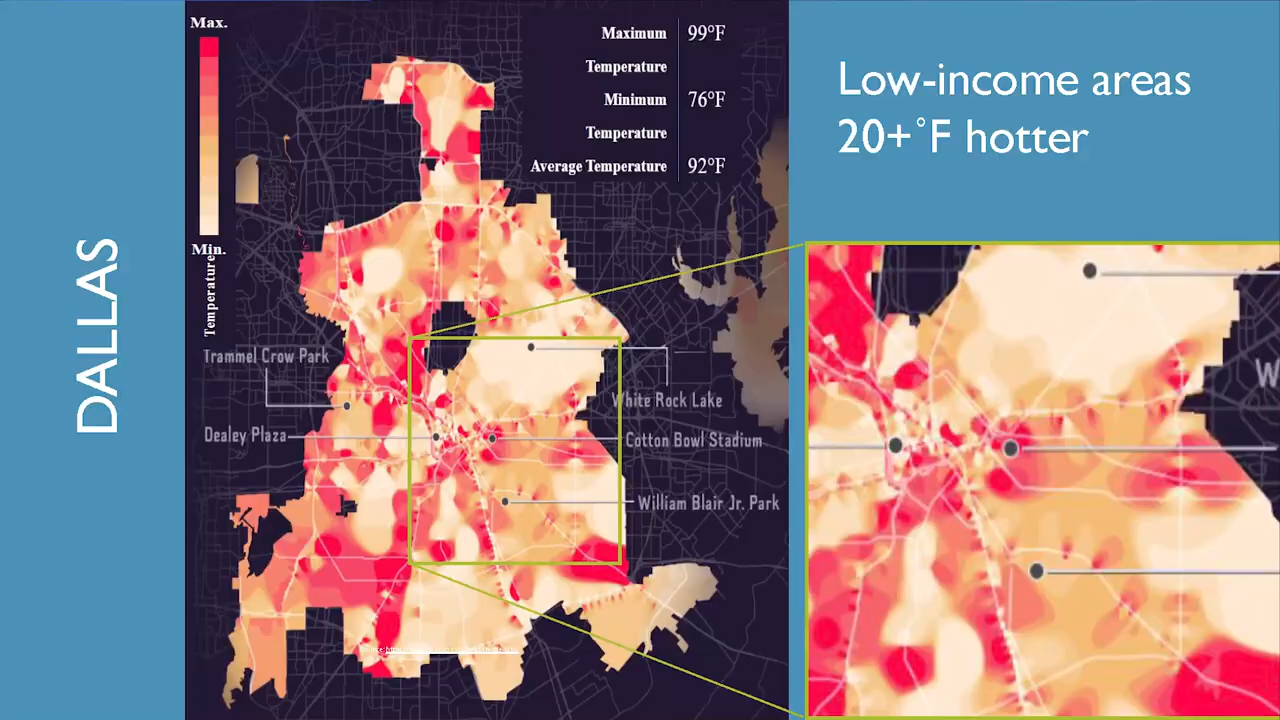 DALLAS
Max.
Min.
Temperature
Maximum 99°F
Temperature
Minimum 76°F
Temperature
Average Temperature 92°F
Low-income areas
20+˚F hotter
Trammel Crow Park
Dealey Plaza
White Rock Lake
Cotton Bowl Stadium
William Blair Jr. Park
W